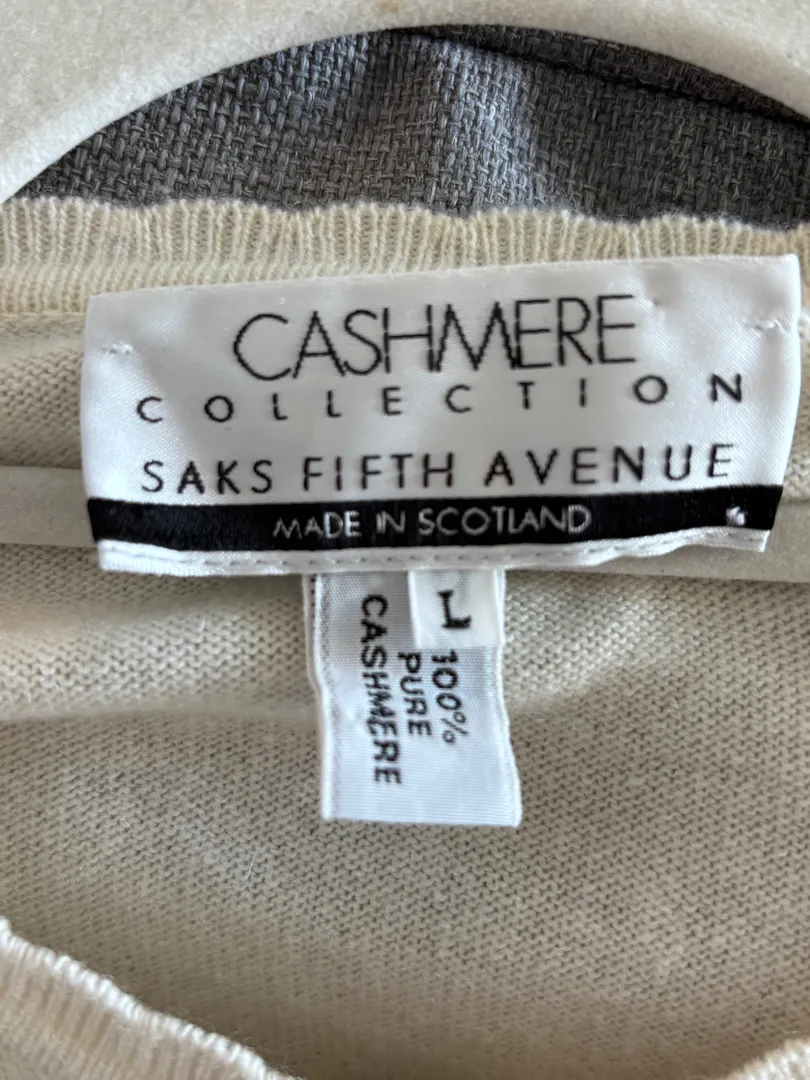 CASHMERE
COLLECTION
SAKS FIFTH AVENUE
MADE IN SCOTLAND
L
100%
PURE
CASHMERE